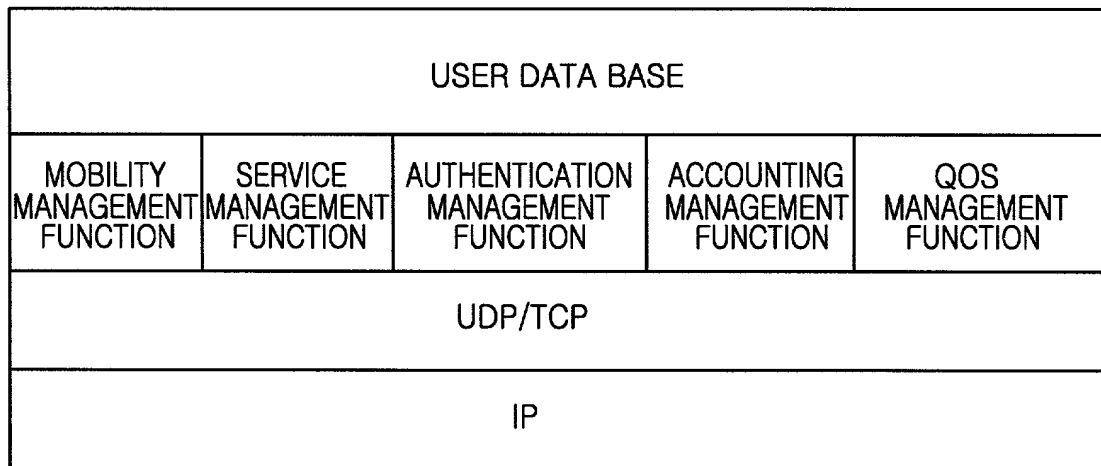 USER DATA BASE
MOBILITY
MANAGEMENT
FUNCTION
SERVICE
MANAGEMENT
FUNCTION
AUTHENTICATION
MANAGEMENT
FUNCTION
ACCOUNTING
MANAGEMENT
FUNCTION
QOS
MANAGEMENT
FUNCTION
UDP/TCP
IP